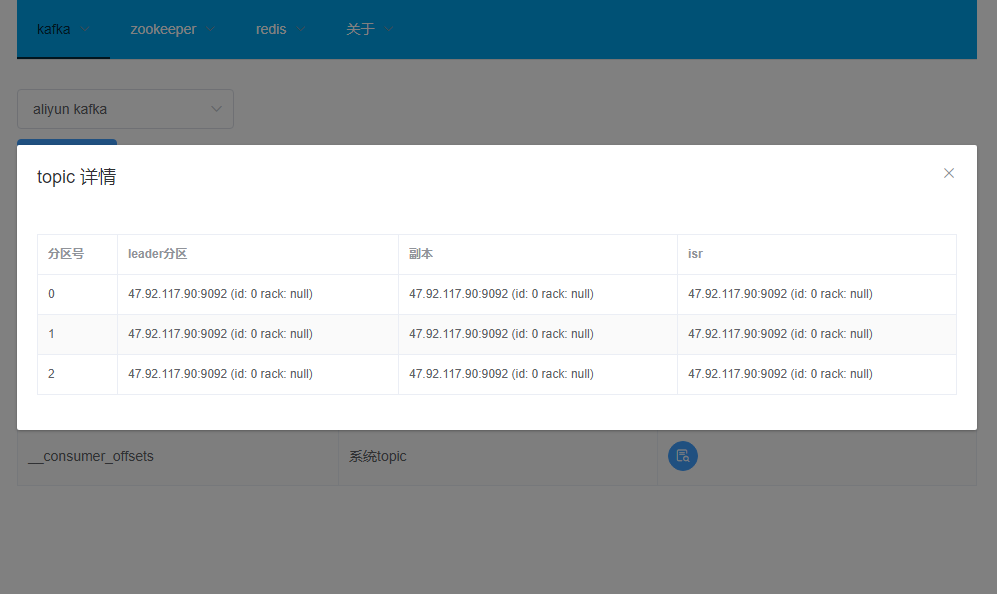 kafka zookeeper redis 关于
aliyun kafka
topic 详情
分区号 leader分区 副本 isr
0 47.92.117.90:9092 (id: 0 rack: null) 47.92.117.90:9092 (id: 0 rack: null) 47.92.117.90:9092 (id: 0 rack: null)
1 47.92.117.90:9092 (id: 0 rack: null) 47.92.117.90:9092 (id: 0 rack: null) 47.92.117.90:9092 (id: 0 rack: null)
2 47.92.117.90:9092 (id: 0 rack: null) 47.92.117.90:9092 (id: 0 rack: null) 47.92.117.90:9092 (id: 0 rack: null)
__consumer_offsets 系统topic